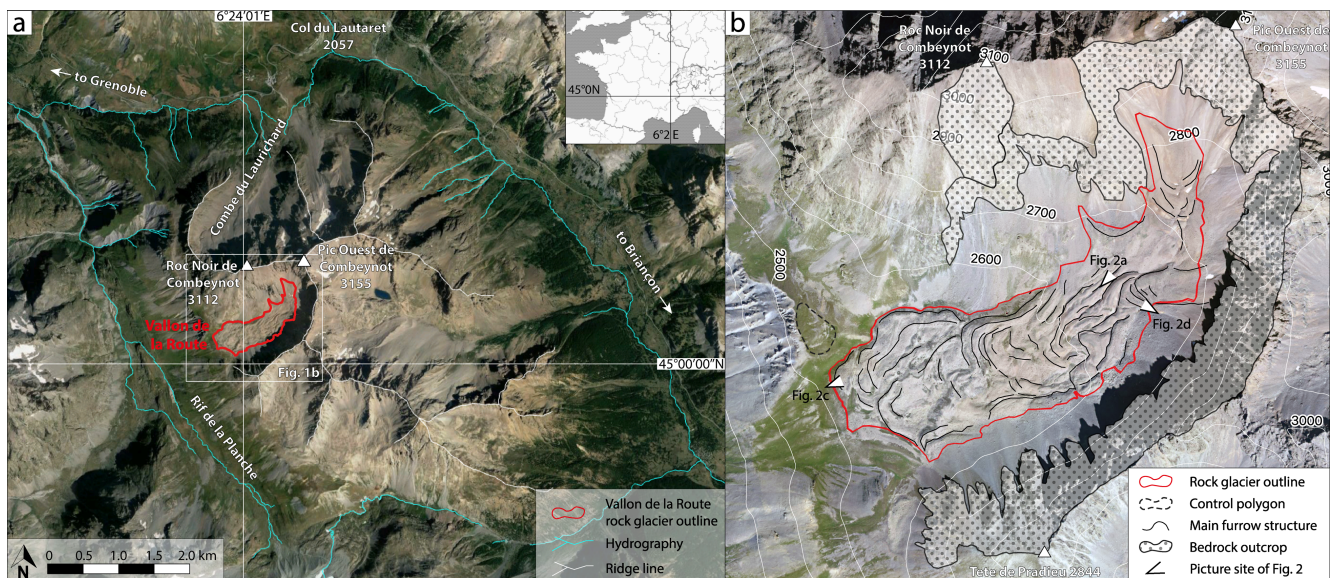 a
6°24′01″E
Col du Lautaret
2057
to Grenoble
Combe du Laurichard
45°0N
6°2 E
Roc Noir de
Combeynot
3112
Pic Ouest de
Combeynot
3155
to Briançon
Vallon de
la Route
45°00′00″N
Fig. 1b
Rif de la Planche
N
0 0.5 1.0 1.5 2.0 km
Vallon de la Route
rock glacier outline
Hydrography
Ridge line
b
Roc Noir de
Combeynot
3112
3100
Pic Ouest de
Combeynot
3155
3000
2900
2800
2700
2600
2500
Fig. 2a
Fig. 2d
Fig. 2c
3000
Tete de Pradieu 2844
Rock glacier outline
Control polygon
Main furrow structure
Bedrock outcrop
Picture site of Fig. 2